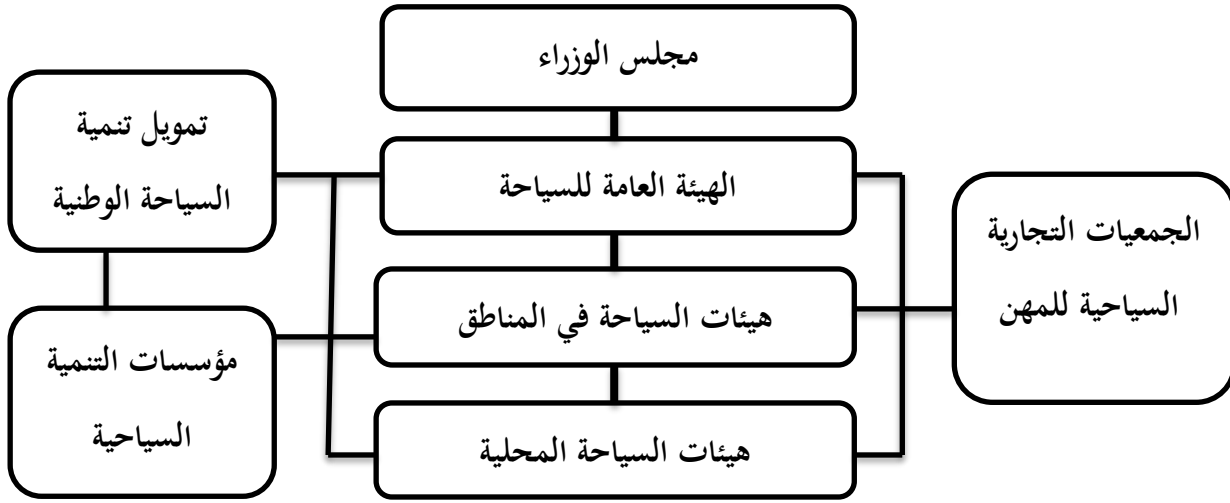 مجلس الوزراء
الهيئة العامة للسياحة
هيئات السياحة في المناطق
هيئات السياحة المحلية
الجمعيات التجارية
السياحية للمهن
تمويل تنمية
السياحة الوطنية
مؤسسات التنمية
السياحية